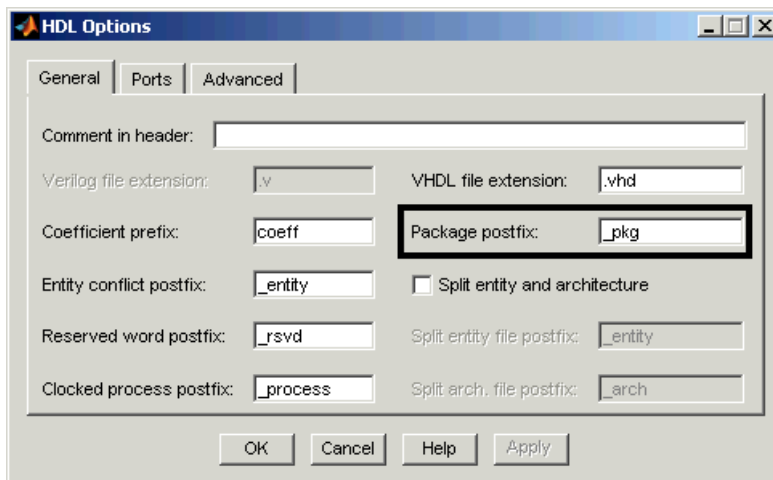 HDL Options
General Ports Advanced
Comment in header:
Verilog file extension: .v VHDL file extension: .vhd
Coefficient prefix: coeff Package postfix: _pkg
Entity conflict postfix: _entity Split entity and architecture
Reserved word postfix: _rsvd Split entity file postfix: _entity
Clocked process postfix: _process Split arch. file postfix: _arch
OK Cancel Help Apply